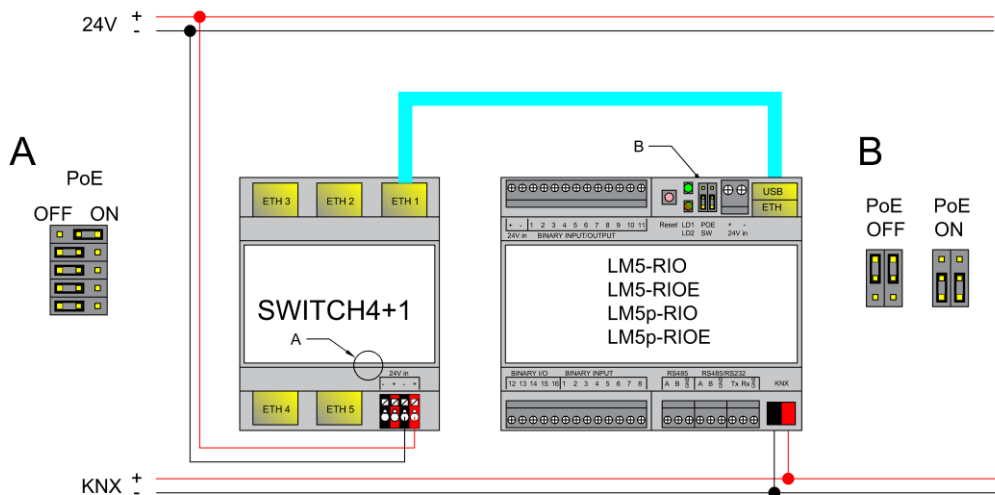 24V + -
A
PoE
OFF ON
ETH 3 ETH 2 ETH 1
SWITCH4+1
A
24V in
- + - +
ETH 4 ETH 5
B
USB
ETH
Reset LD1 POE + -
LD2 SW 24V in
+ - 1 2 3 4 5 6 7 8 9 10 11
24V in BINARY INPUT/OUTPUT
LM5-RIO
LM5-RIOE
LM5p-RIO
LM5p-RIOE
BINARY I/O BINARY INPUT RS485 RS485/RS232 KNX
12 13 14 15 16 1 2 3 4 5 6 7 8 A B GND A B GND Tx Rx GND
B
PoE PoE
OFF ON
KNX + -